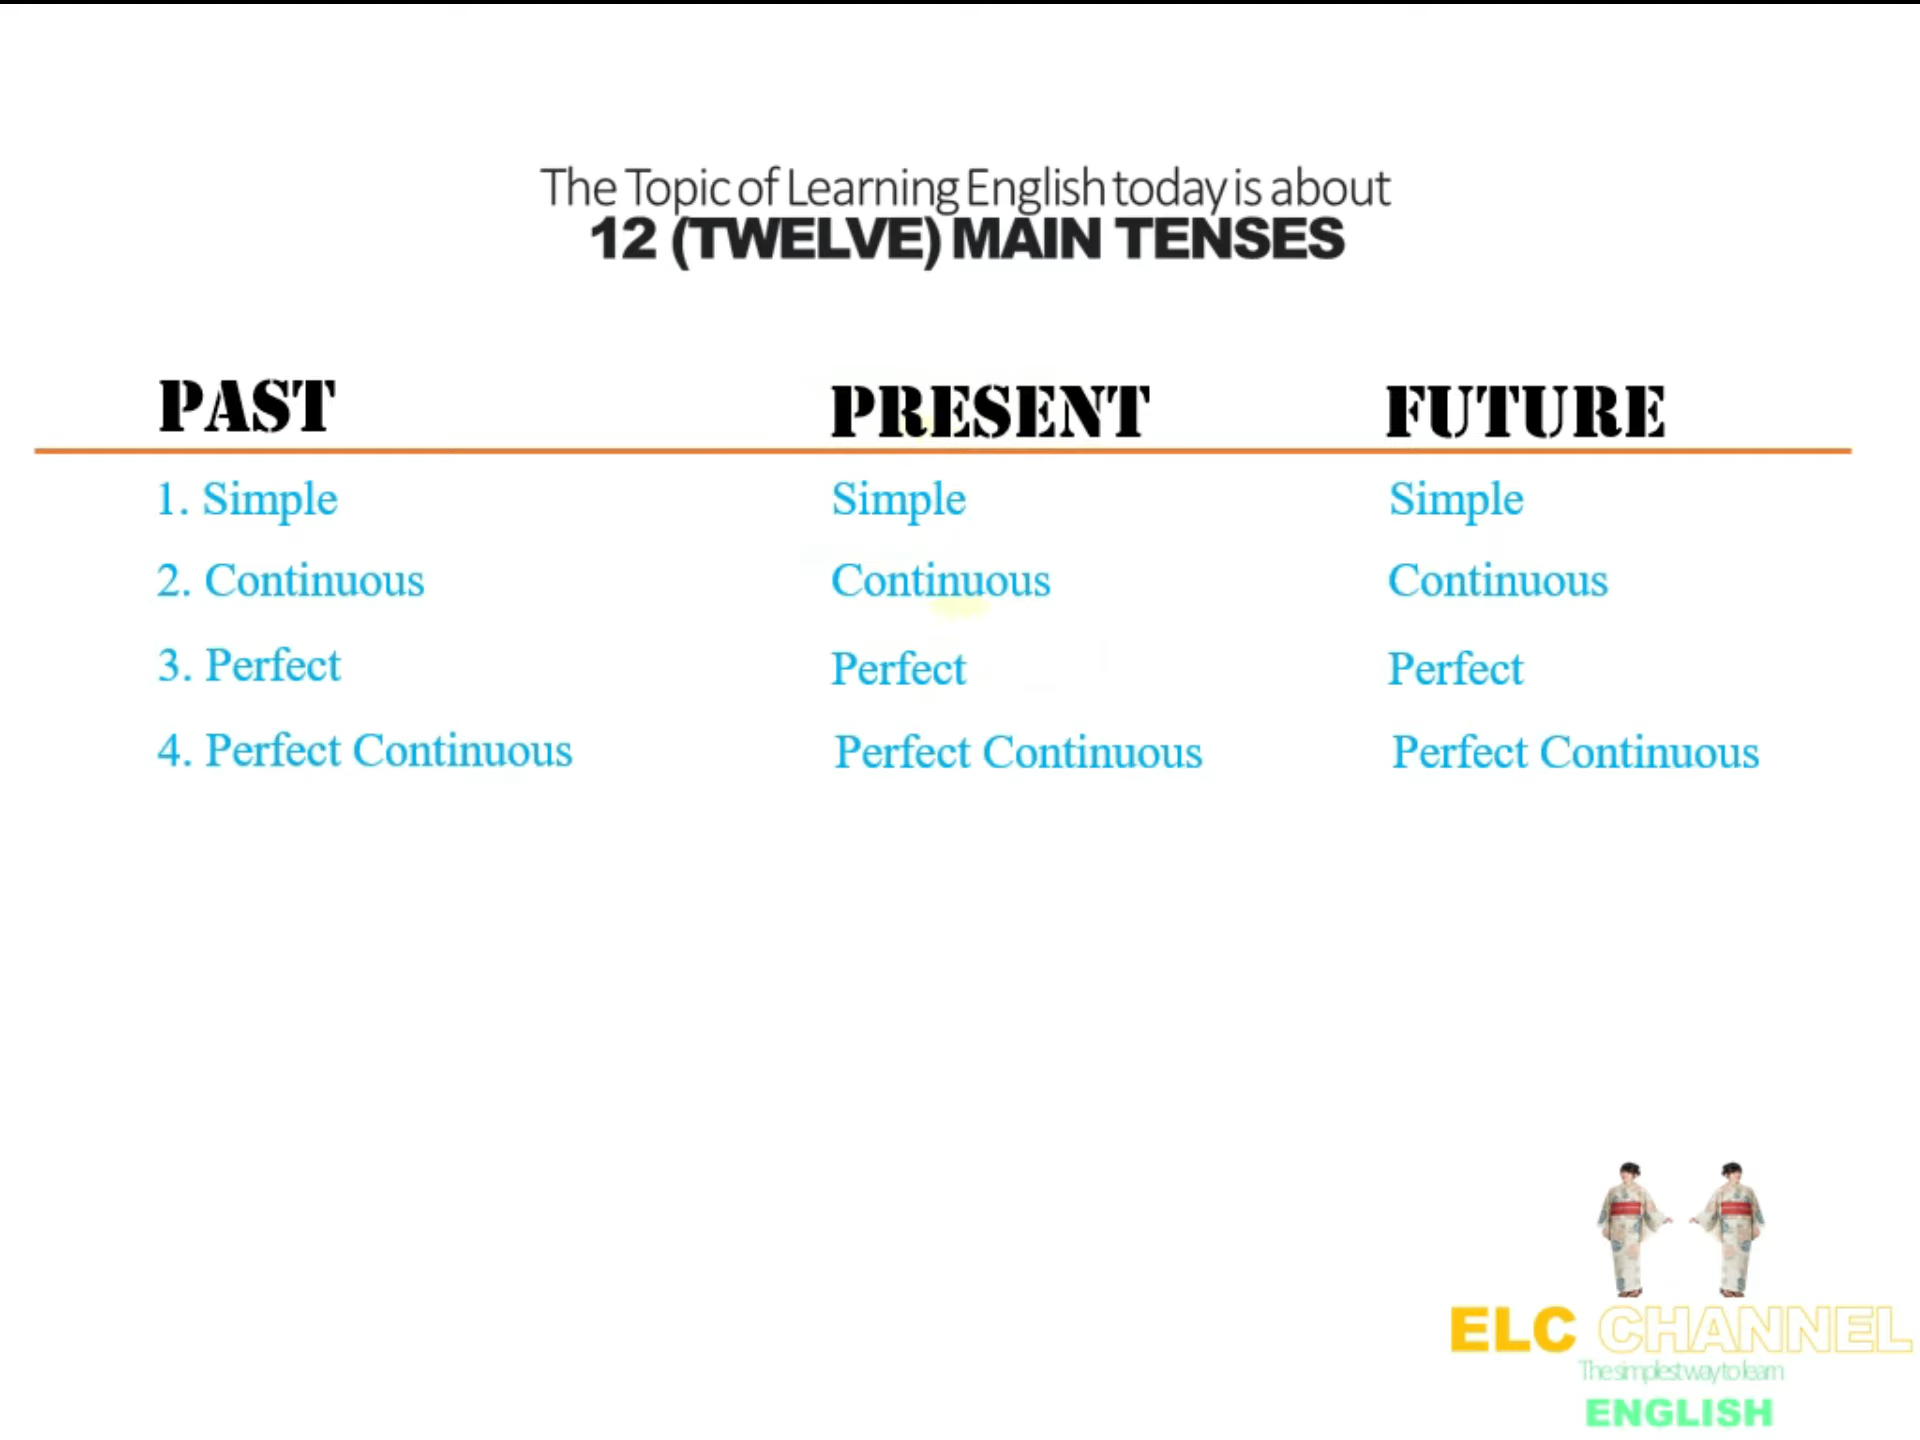 The Topic of Learning English today is about
12 (TWELVE) MAIN TENSES
PAST PRESENT FUTURE
1. Simple Simple Simple
2. Continuous Continuous Continuous
3. Perfect Perfect Perfect
4. Perfect Continuous Perfect Continuous Perfect Continuous
ELC CHANNEL
The simplest way to learn
ENGLISH